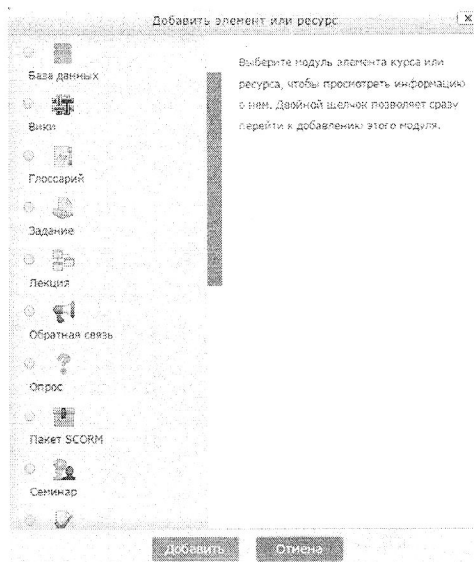 Добавить элемент или ресурс
x
База данных
Вики
Глоссарий
Задание
Лекция
Обратная связь
Опрос
Пакет SCORM
Семинар
Выберите модуль элемента курса или
ресурса, чтобы просмотреть информацию
о нем. Двойной щелчок позволяет сразу
перейти к добавлению этого модуля.
Добавить
Отмена